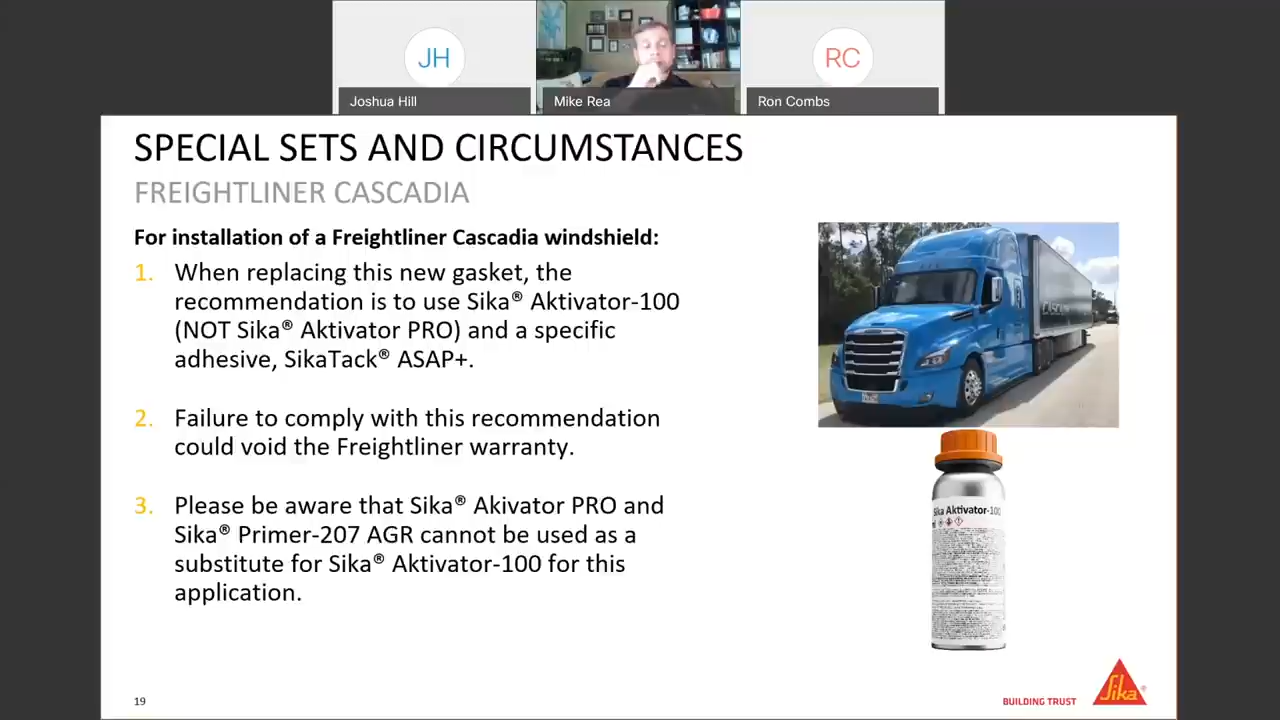 JH
RC
Joshua Hill
Mike Rea
Ron Combs
SPECIAL SETS AND CIRCUMSTANCES
FREIGHTLINER CASCADIA
For installation of a Freightliner Cascadia windshield:
1. When replacing this new gasket, the
recommendation is to use Sika® Aktivator-100
(NOT Sika® Aktivator PRO) and a specific
adhesive, SikaTack® ASAP+.
2. Failure to comply with this recommendation
could void the Freightliner warranty.
3. Please be aware that Sika® Akivator PRO and
Sika® Primer-207 AGR cannot be used as a
substitute for Sika® Aktivator-100 for this
application.
Sika Aktivator-100
19
BUILDING TRUST
Sika®